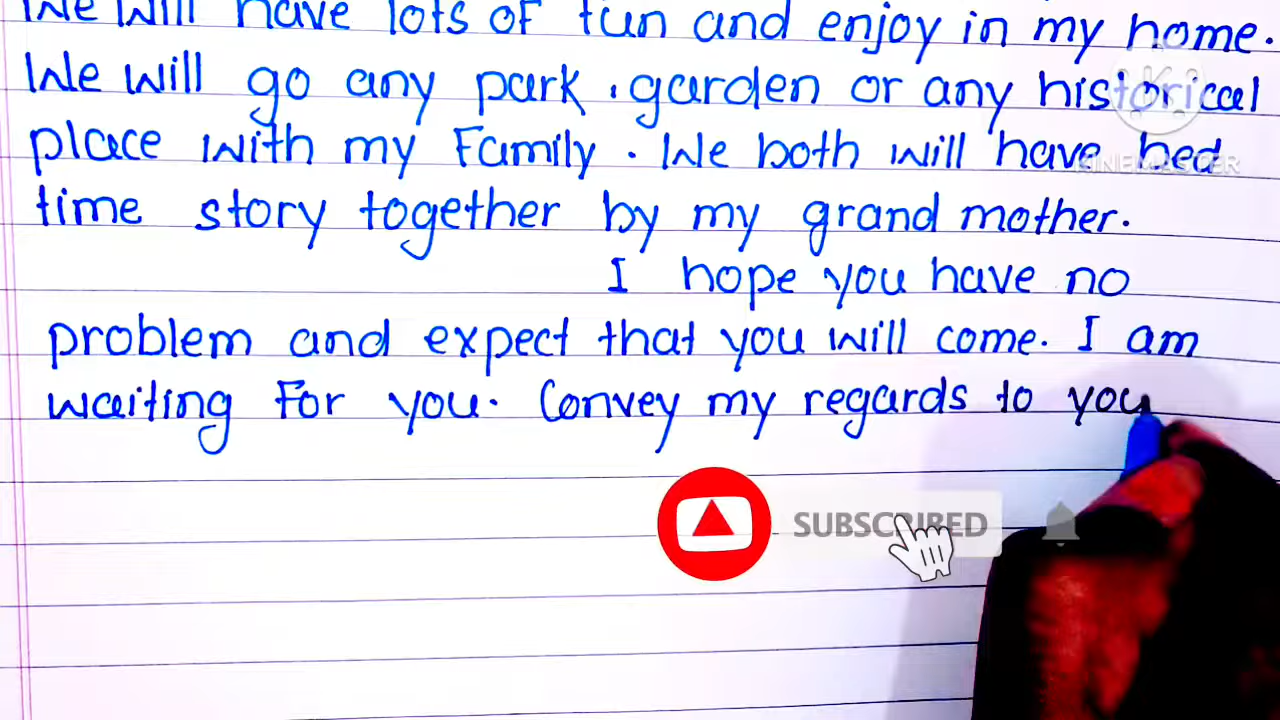 We will have lots of fun and enjoy in my home.
We will go any park, garden or any historical
place with my Family. We both will have bed
time story together by my grand mother.
I hope you have no
problem and expect that you will come. I am
waiting For you. Convey my regards to you
SUBSCRIBED
KINEMASTER